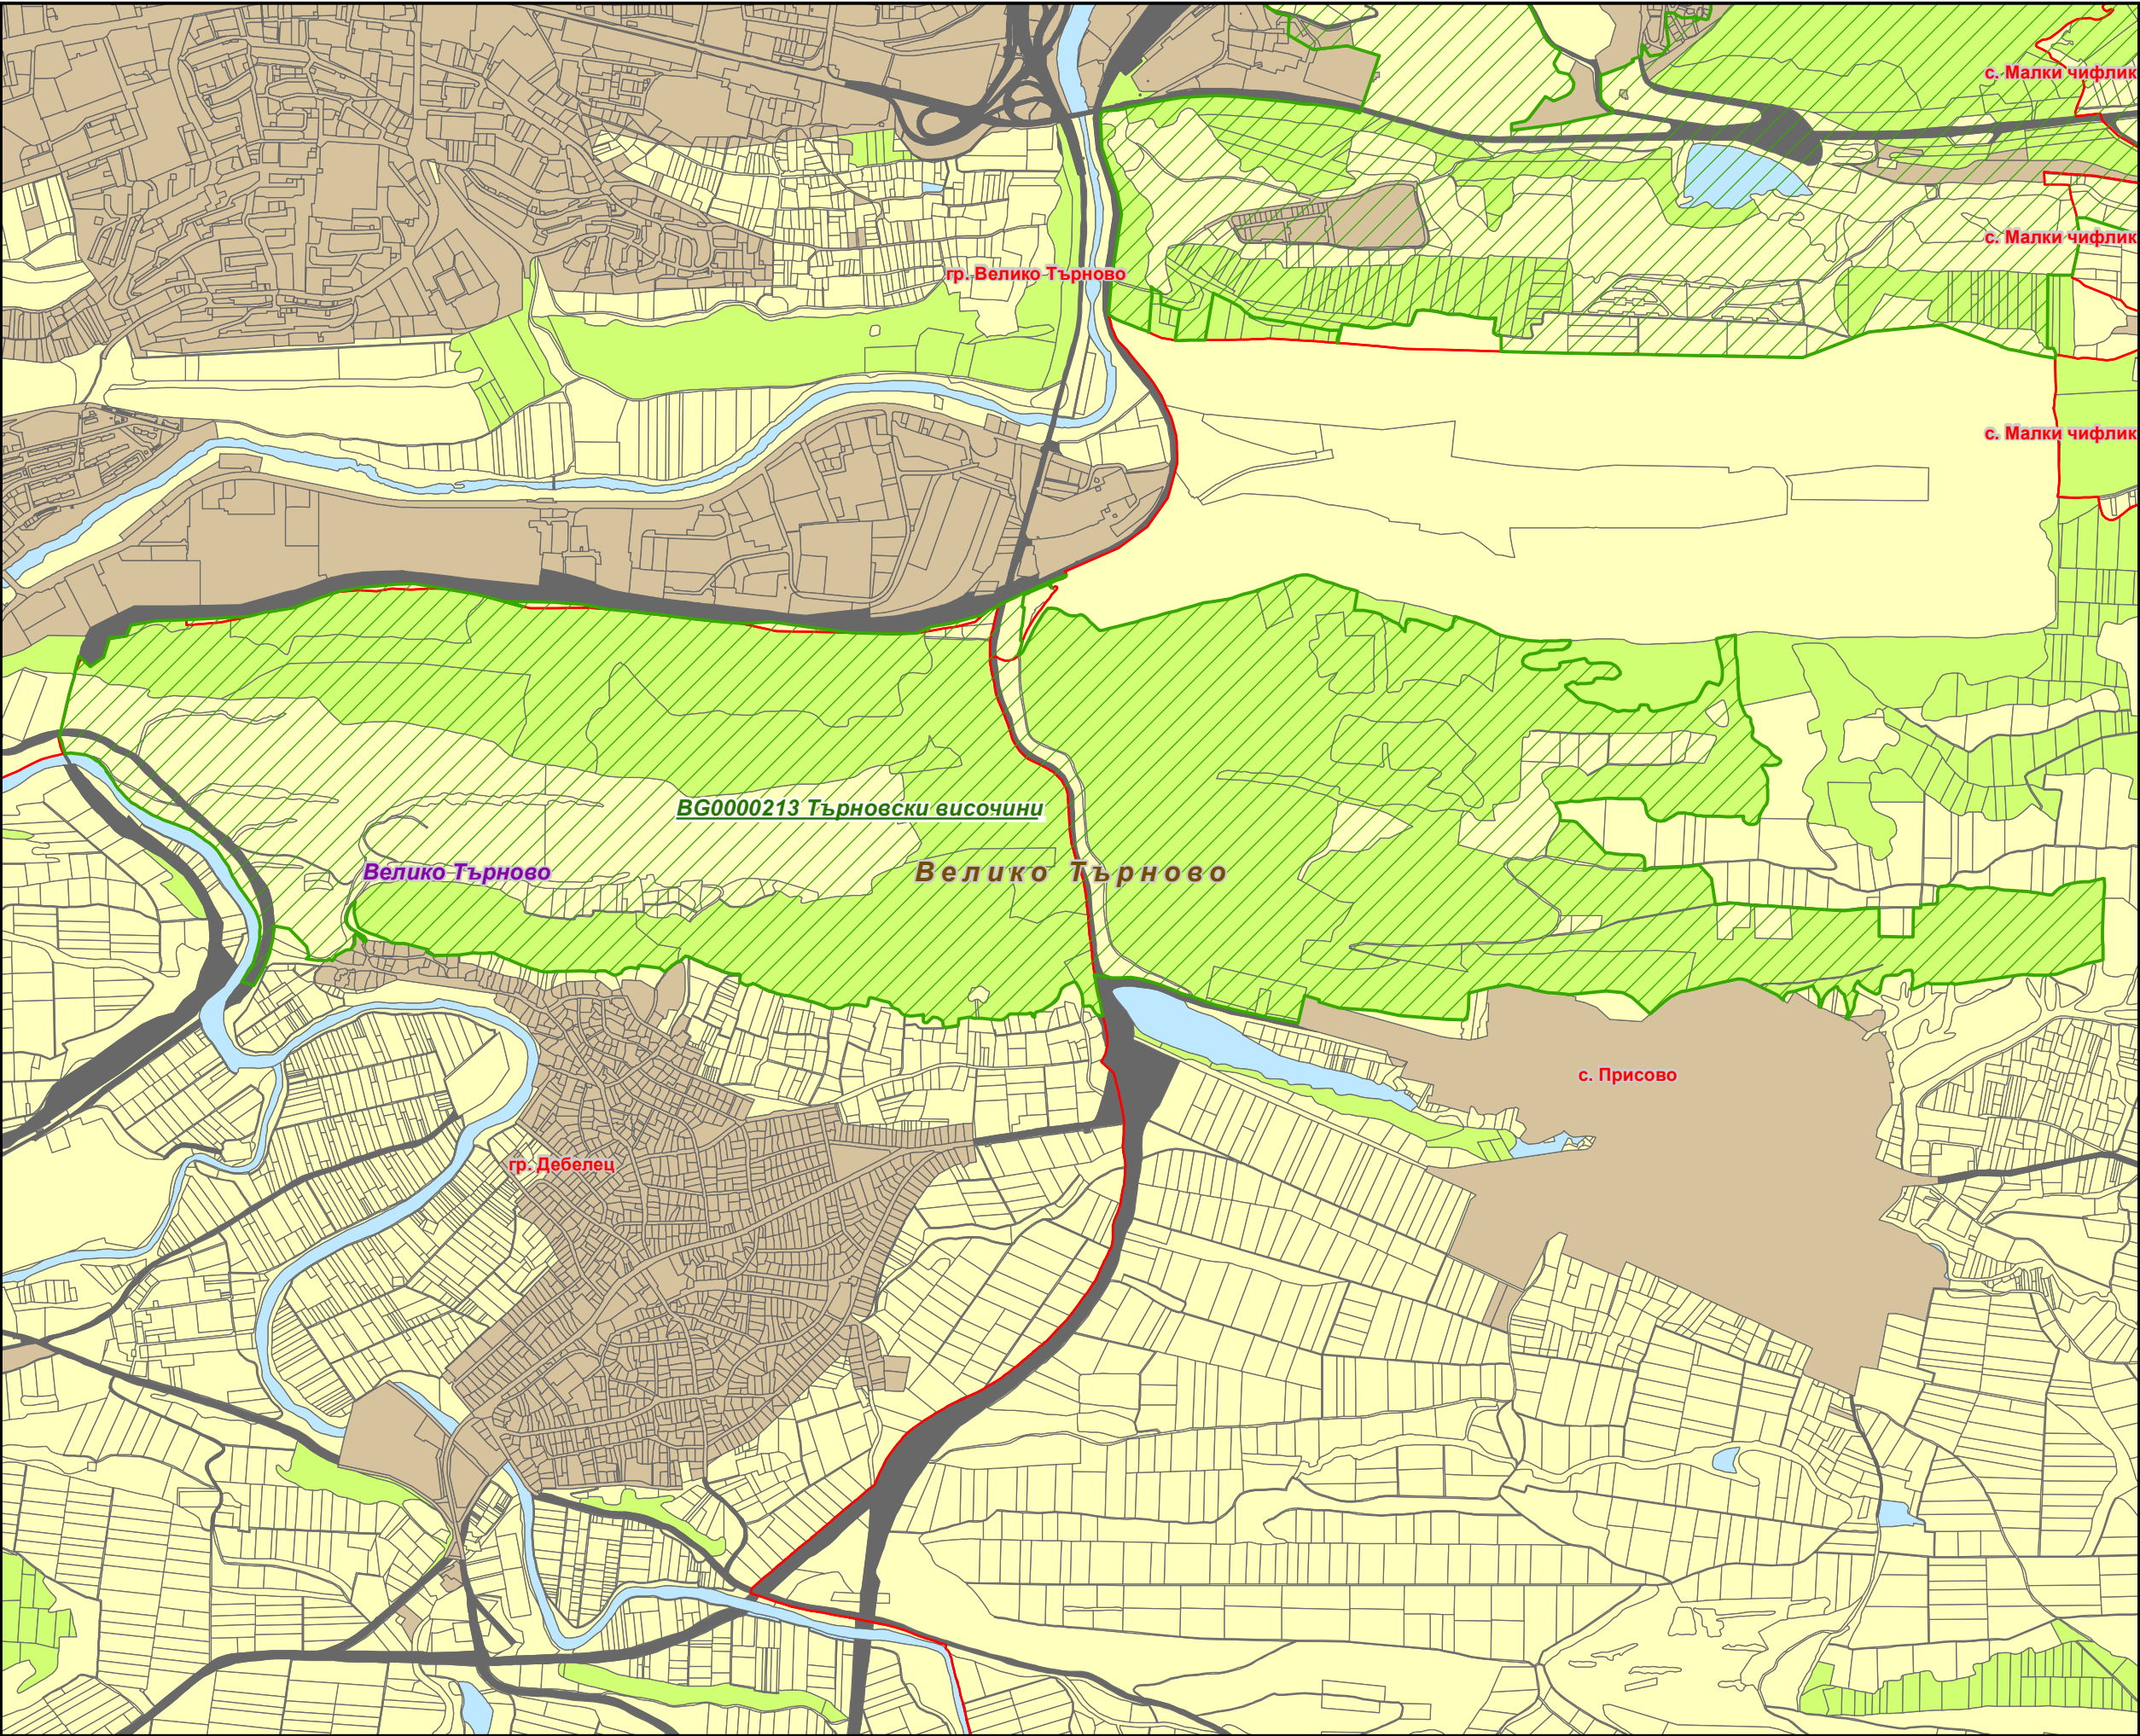 с. Малки чифлик
с. Малки чифлик
гр. Велико Търново
с. Малки чифлик
BG0000213 Търновски височини
Велико Търново
Велико Търново
с. Присово
гр. Дебелец